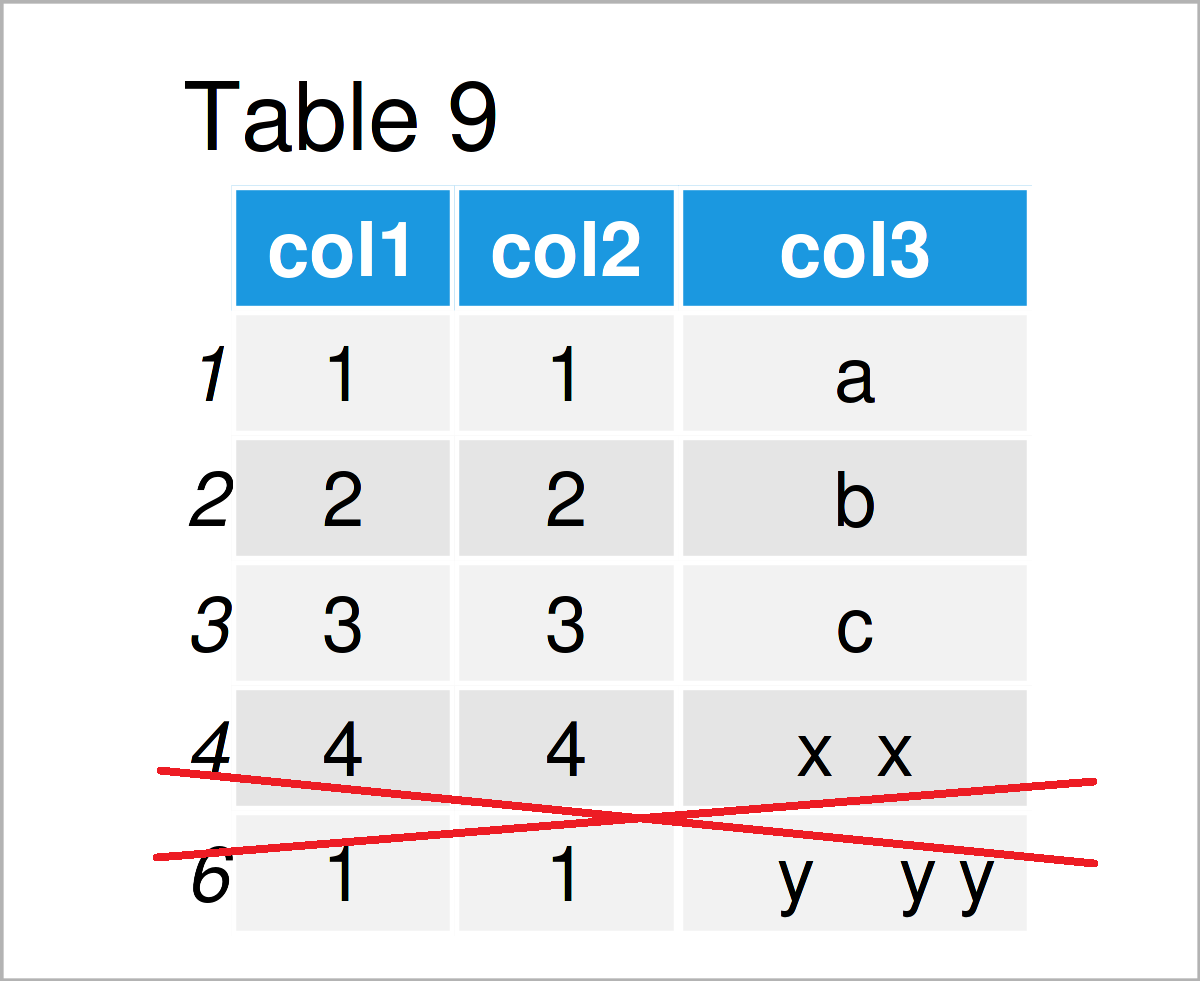 Table 9
col1 col2 col3
1 1 1 a
2 2 2 b
3 3 3 c
4 4 4 x x
6 1 1 y y y